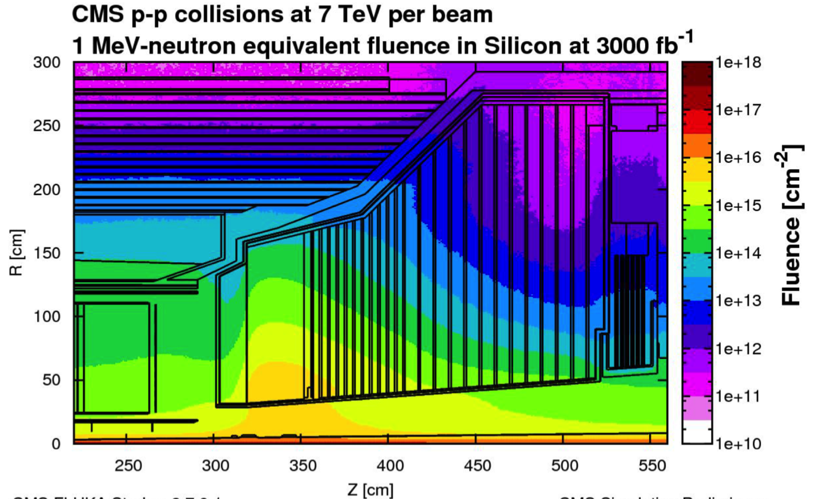 CMS p-p collisions at 7 TeV per beam
1 MeV-neutron equivalent fluence in Silicon at 3000 fb-1
300
250
200
150
100
50
0
R [cm]
250
300
350
400
450
500
550
Z [cm]
1e+18
1e+17
1e+16
1e+15
1e+14
1e+13
1e+12
1e+11
1e+10
Fluence [cm-2]